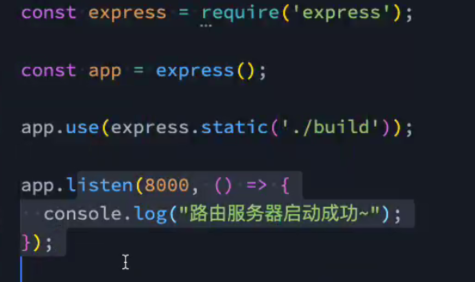 const express = require('express');
const app = express();
app.use(express.static('./build'));
app.listen(8000, () => {
  console.log("路由服务器启动成功~");
});